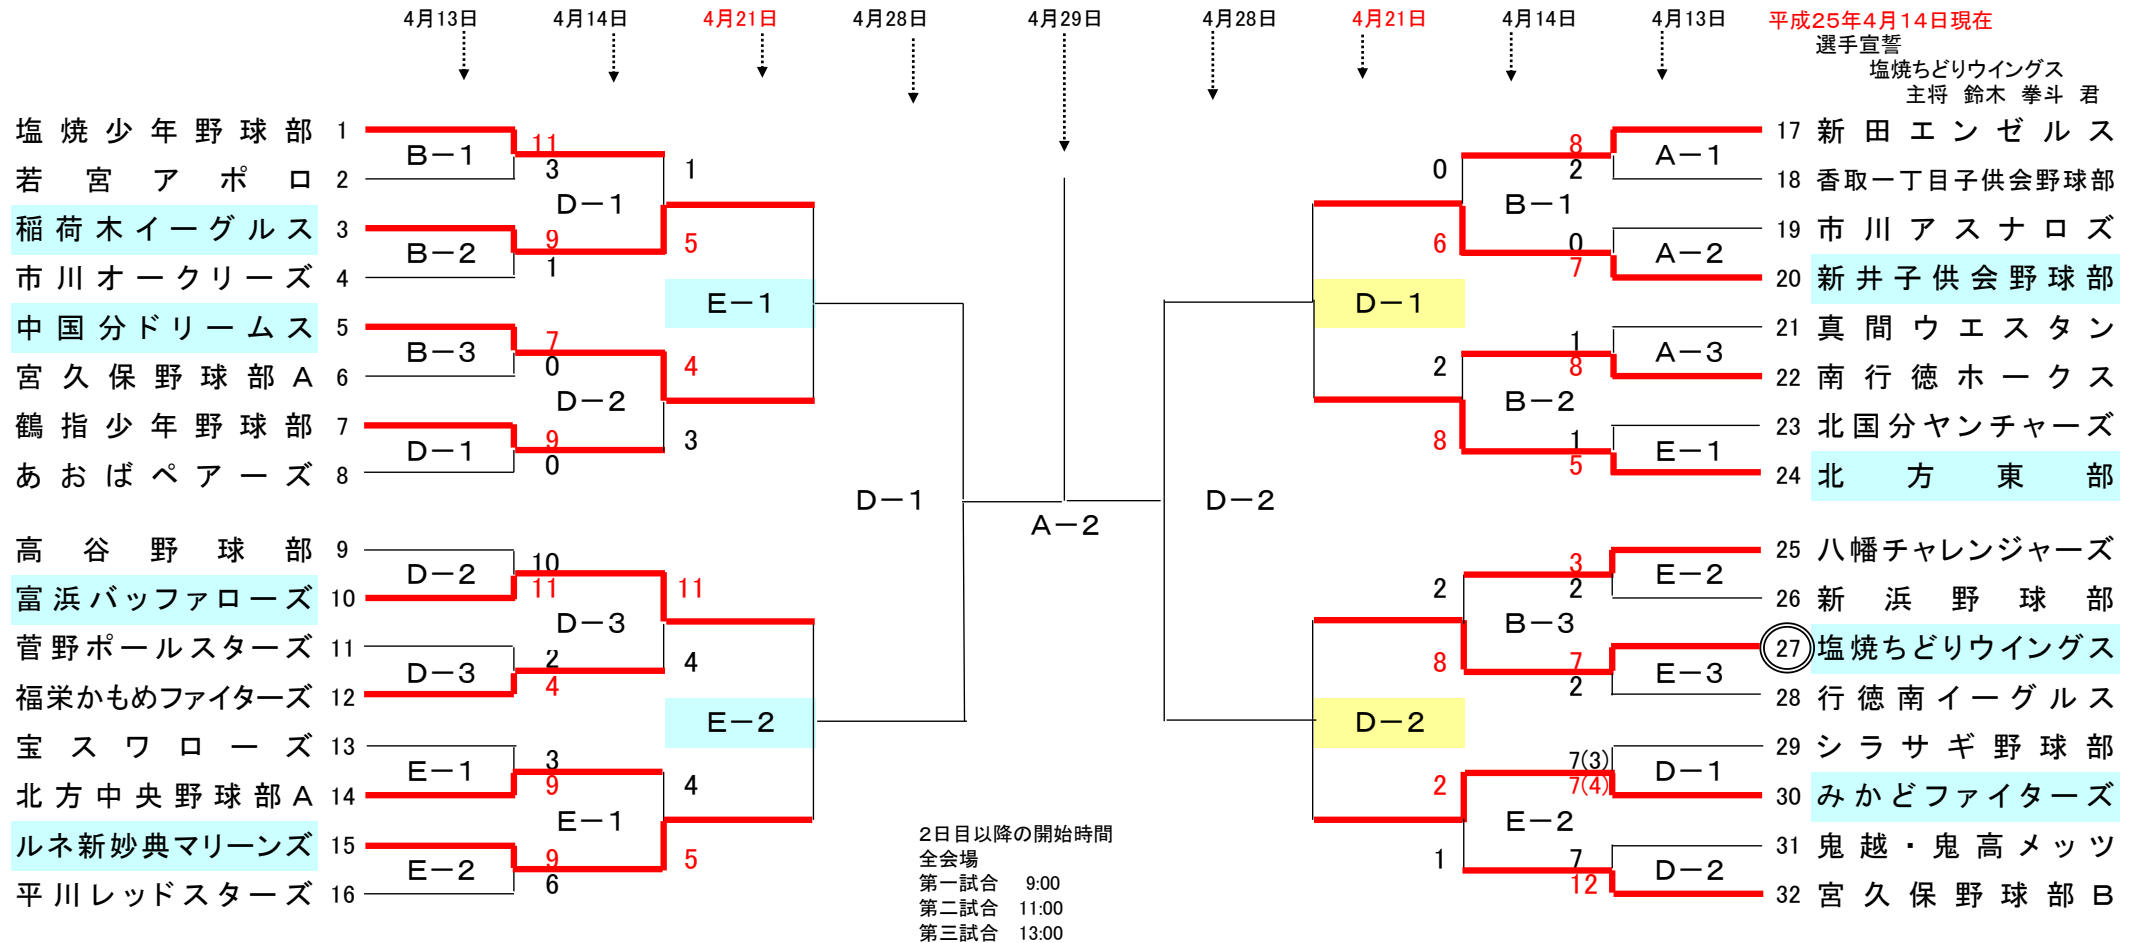 4月13日 4月14日 4月21日 4月28日 4月29日 4月28日 4月21日 4月14日 4月13日 平成25年4月14日現在
選手宣誓
塩焼ちどりウイングス
主将 鈴木 拳斗 君
塩焼少年野球部 1
若宮アポロ 2
稲荷木イーグルス 3
市川オークリーズ 4
中国分ドリームス 5
宮久保野球部A 6
鶴指少年野球部 7
あおばペアーズ 8
高谷野球部 9
富浜バッファローズ 10
菅野ポールスターズ 11
福栄かもめファイターズ 12
宝スワローズ 13
北方中央野球部A 14
ルネ新妙典マリーンズ 15
平川レッドスターズ 16
B-1
B-2
B-3
D-1
D-2
D-3
E-1
E-2
11
3
9
1
7
0
9
0
10
11
2
4
3
9
9
6
D-1
D-2
D-3
E-1
1
5
4
3
11
4
4
5
E-1
E-2
D-1
A-2
D-2
D-1
D-2
0
6
2
8
2
8
2
1
B-1
B-2
B-3
E-2
8
2
0
7
1
8
1
5
3
2
7
2
7(3)
7(4)
7
12
A-1
A-2
A-3
E-1
E-2
E-3
D-1
D-2
17 新田エンゼルス
18 香取一丁目子供会野球部
19 市川アスナロズ
20 新井子供会野球部
21 真間ウエスタン
22 南行徳ホークス
23 北国分ヤンチャーズ
24 北方東部
25 八幡チャレンジャーズ
26 新浜野球部
27 塩焼ちどりウイングス
28 行徳南イーグルス
29 シラサギ野球部
30 みかどファイターズ
31 鬼越・鬼高メッツ
32 宮久保野球部B
2日目以降の開始時間
全会場
第一試合 9:00
第二試合 11:00
第三試合 13:00